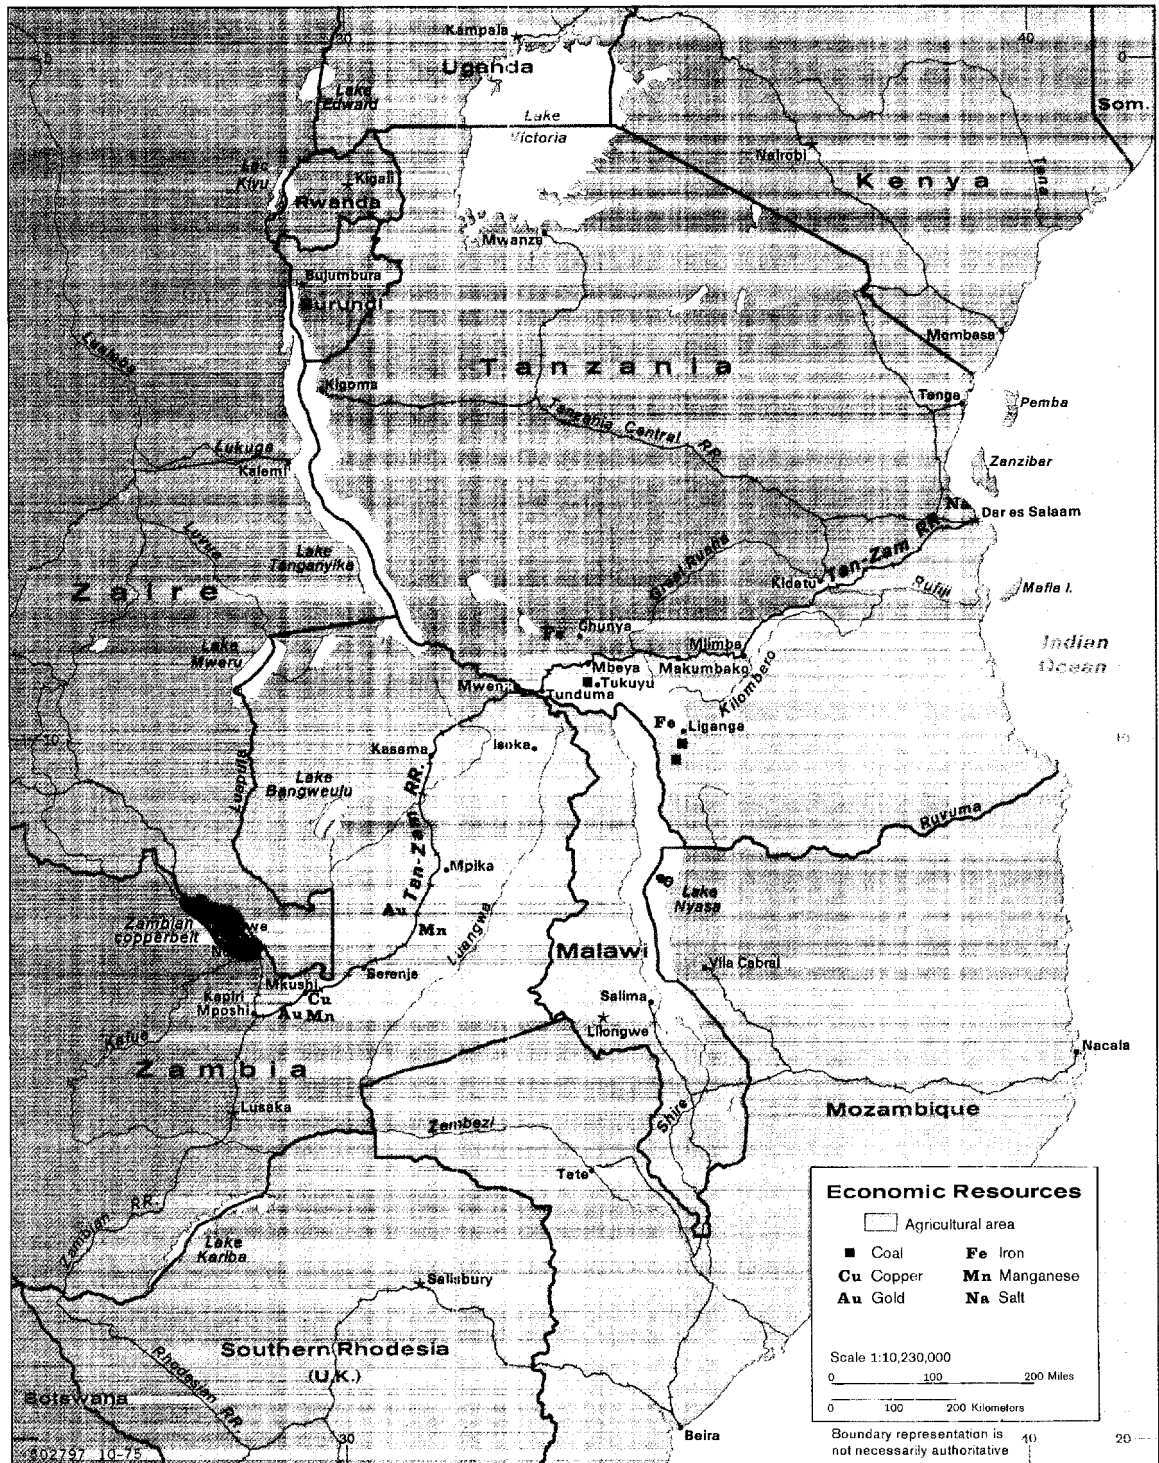 Kampala
Uganda
40
0
Som.
Lake
Edward
Lake
Victoria
Nairobi
Kenya
Tana
Lac
Kivu
Kigali
Rwanda
Mwanza
Bujumbura
Burundi
Mombasa
Tanzania
Kigoma
Tanga
Pemba
Tanzania Central RR.
Lualaba
Lukuga
Kalemi
Zanzibar
Na
Dar es Salaam
Luvua
Lake
Tanganyika
Great Ruaha
Tan-Zam RR.
Kidatu
Rufiji
Mafia I.
Zaire
Fe
Chunya
Mlimba
Indian
Ocean
Lake
Mweru
Mbeya
Makumbako
Tukuyu
Kilombero
Tunduma
Fe
Liganga
Kasama
Isoka
10
Luapula
Lake
Bangweulu
Tan-Zam RR.
Ruvuma
Mpika
Lake
Nyasa
Au
Mn
Luangwa
Zambian
copperbelt
Malawi
Vila Cabral
Serenje
Mkushi
Kapiri
Mposhi
Cu
Au Mn
Salima
Lilongwe
Kafue
Nacala
Zambia
Lusaka
Mozambique
Zambezi
Shire
Tete
Zambian RR.
Lake
Kariba
Salisbury
Southern Rhodesia
(U.K.)
Rhodesian RR.
Botswana
Beira
Economic Resources
Agricultural area
Coal
Fe Iron
Cu Copper
Mn Manganese
Au Gold
Na Salt
Scale 1:10,230,000
0 100 200 Miles
0 100 200 Kilometers
Boundary representation is
not necessarily authoritative
502797 10-75
30
20